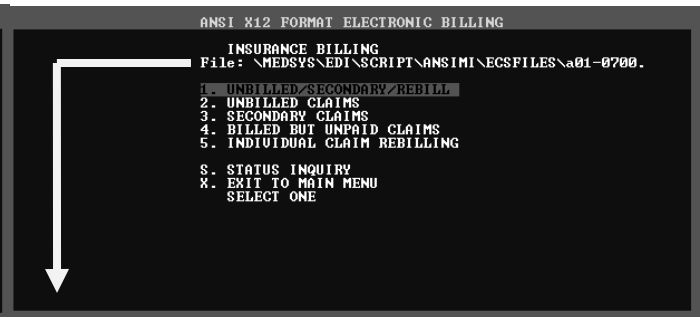 ANSI X12 FORMAT ELECTRONIC BILLING
INSURANCE BILLING
File: \MEDSYS\EDI\SCRIPT\ANSIMI\ECSFILES\a01-0700.
1. UNBILLED/SECONDARY/REBILL
2. UNBILLED CLAIMS
3. SECONDARY CLAIMS
4. BILLED BUT UNPAID CLAIMS
5. INDIVIDUAL CLAIM REBILLING
S. STATUS INQUIRY
X. EXIT TO MAIN MENU
SELECT ONE